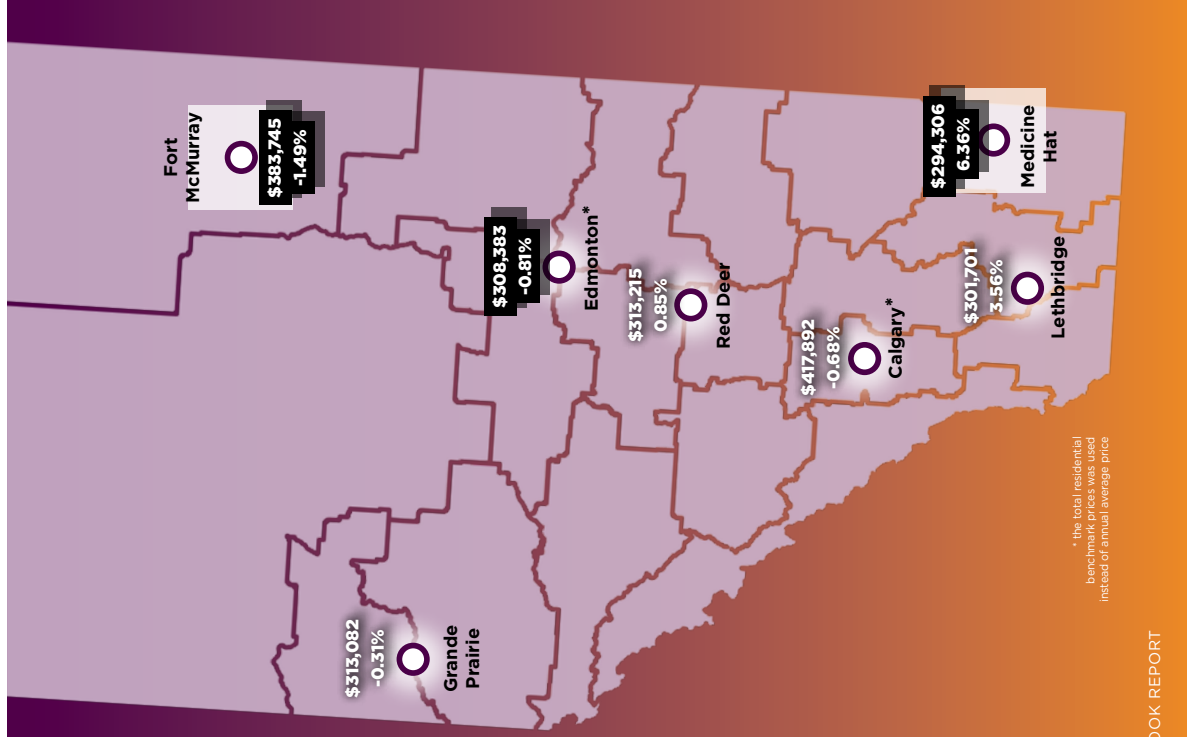 Fort
McMurray
$383,745
-1.49%
$313,082
-0.31%
Grande
Prairie
$308,383
-0.81%
Edmonton*
$313,215
0.85%
Red Deer
$417,892
-0.68%
Calgary*
$294,306
6.36%
Medicine
Hat
$301,701
3.56%
Lethbridge
* the total residential
benchmark prices was used
instead of annual average price
OOK REPORT